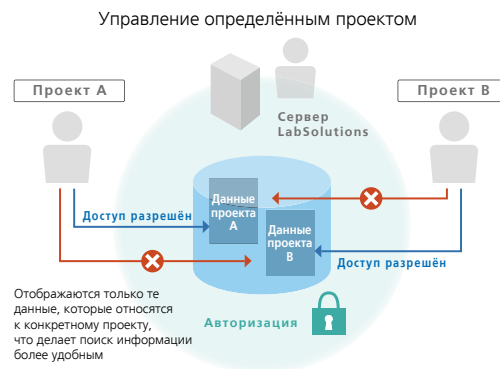 Управление определённым проектом
Проект А
Проект В
Сервер
LabSolutions
Данные
проекта
А
Данные
проекта
В
Доступ разрешён
Доступ разрешён
Авторизация
Отображаются только те
данные, которые относятся
к конкретному проекту,
что делает поиск информации
более удобным